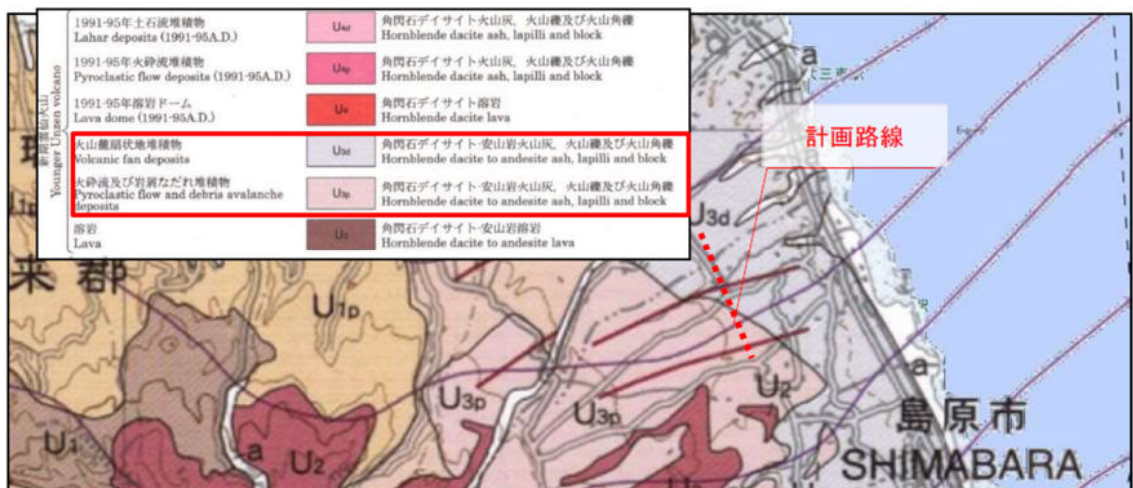 新期雲仙火山
Younger Unzen volcano
1991-95年土石流堆積物
Lahar deposits (1991-95A.D.)
U4d
角閃石デイサイト火山灰，火山礫及び火山角礫
Hornblende dacite ash, lapilli and block
1991-95年火砕流堆積物
Pyroclastic flow deposits (1991-95A.D.)
U4p
角閃石デイサイト火山灰，火山礫及び火山角礫
Hornblende dacite ash, lapilli and block
1991-95年溶岩ドーム
Lava dome (1991-95A.D.)
U4
角閃石デイサイト溶岩
Hornblende dacite lava
火山麓扇状地堆積物
Volcanic fan deposits
U3d
角閃石デイサイト-安山岩火山灰，火山礫及び火山角礫
Hornblende dacite to andesite ash, lapilli and block
火砕流及び岩屑なだれ堆積物
Pyroclastic flow and debris avalanche
deposits
U3p
角閃石デイサイト-安山岩火山灰，火山礫及び火山角礫
Hornblende dacite to andesite ash, lapilli and block
溶岩
Lava
U3
角閃石デイサイト-安山岩溶岩
Hornblende dacite to andesite lava
a
大三東駅
計画路線
a
U3d
U1p
来郡
U1p
a
U3p
U3p
U2
島原市
SHIMABARA
U1
a
U2